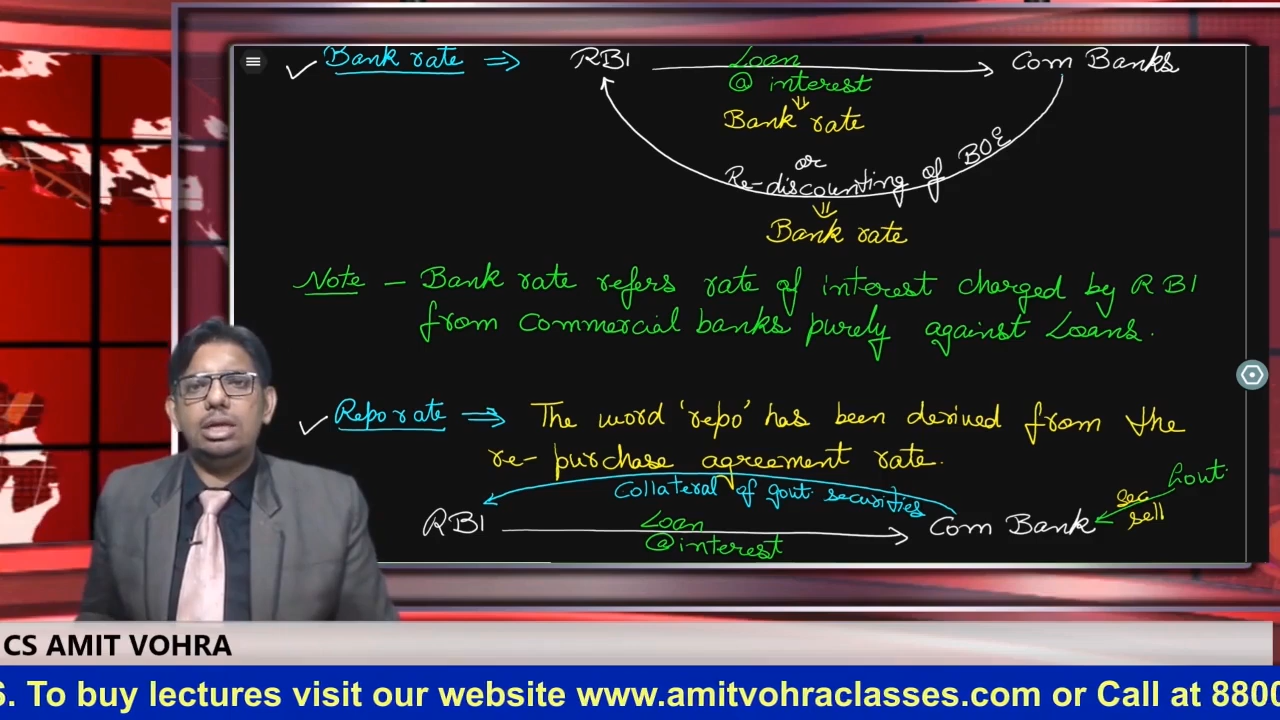 Bank rate ⇒ RBI Loan Com Banks
@ interest
Bank rate
or
Re-discounting of BOE
Bank rate
Note - Bank rate refers rate of interest charged by RBI
from Commercial banks purely against Loans.
Repo rate ⇒ The word 'repo' has been derived from the
re-purchase agreement rate.
Collateral of govt. securities
sec Govt.
sell
RBI Loan Com Bank
@ interest
CS AMIT VOHRA
S. To buy lectures visit our website www.amitvohraclasses.com or Call at 8800